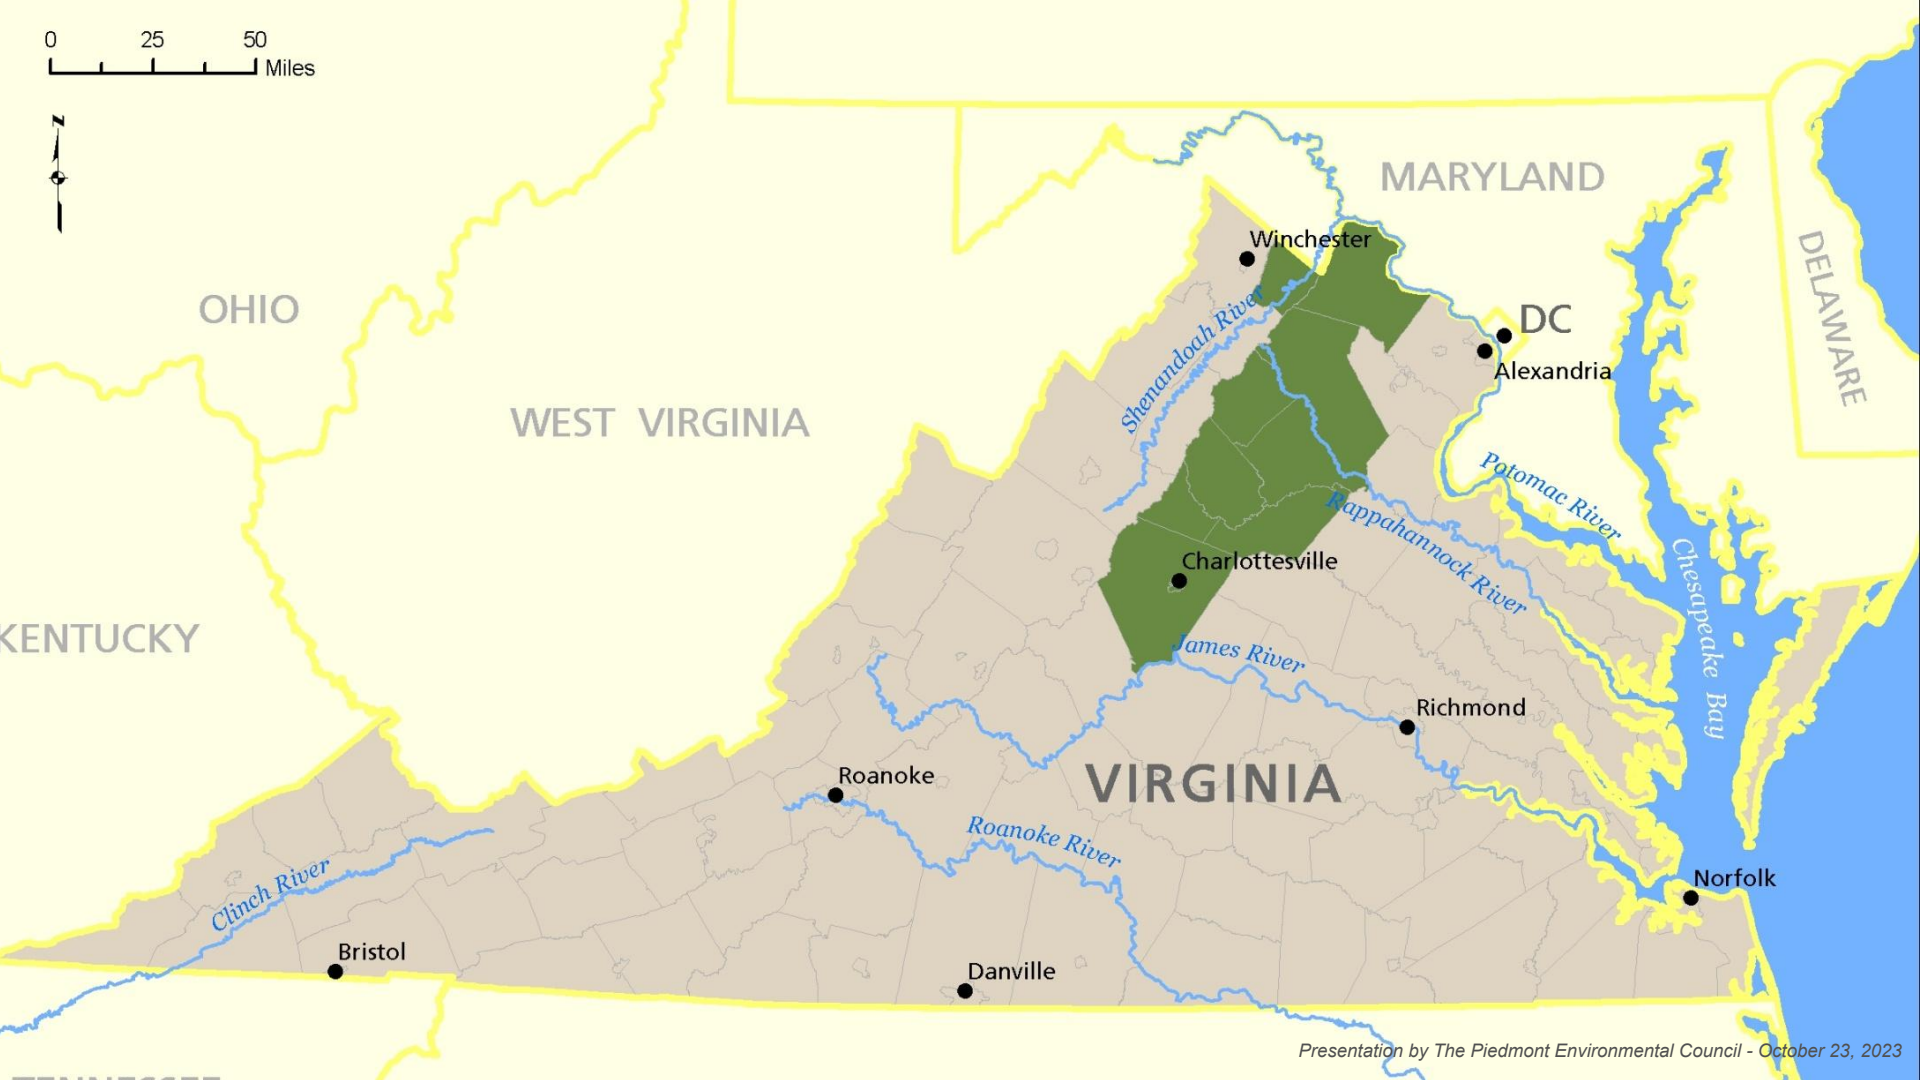 0 25 50
Miles
N
MARYLAND
Winchester
DELAWARE
OHIO
DC
Shenandoah River
Alexandria
WEST VIRGINIA
Potomac River
Rappahannock River
Charlottesville
Chesapeake Bay
KENTUCKY
James River
Richmond
Roanoke
VIRGINIA
Roanoke River
Clinch River
Norfolk
Bristol
Danville
Presentation by The Piedmont Environmental Council - October 23, 2023
TENNESSEE